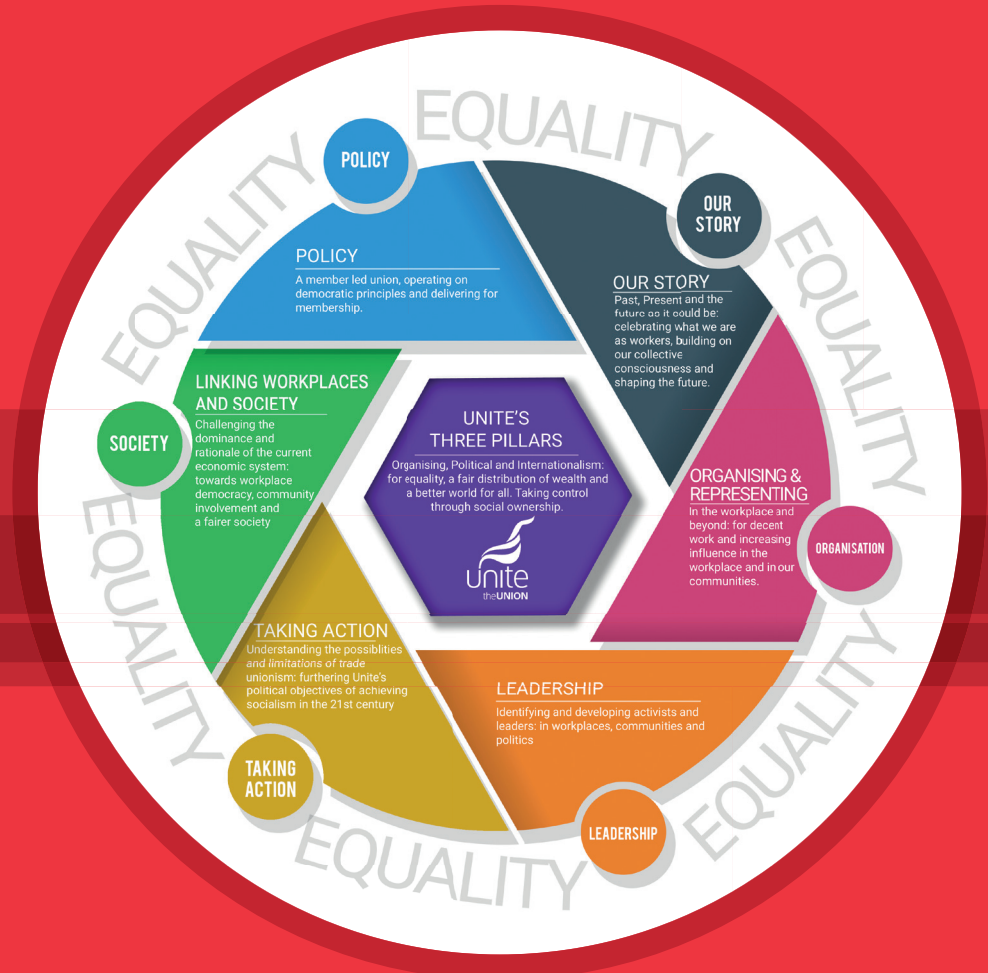 EQUALITY
POLICY
POLICY
A member led union, operating on
democratic principles and delivering for
membership.
EQUALITY
OUR
STORY
OUR STORY
Past, Present and the
future as it could be:
celebrating what we are
as workers, building on
our collective
consciousness and
shaping the future.
EQUALITY
ORGANISING &
REPRESENTING
In the workplace and
beyond: for decent
work and increasing
influence in the
workplace and in our
communities.
ORGANISATION
EQUALITY
LEADERSHIP
Identifying and developing activists and
leaders: in workplaces, communities and
politics
LEADERSHIP
EQUALITY
TAKING ACTION
Understanding the possiblities
and limitations of trade
unionism: furthering Unite's
political objectives of achieving
socialism in the 21st century
TAKING
ACTION
EQUALITY
SOCIETY
LINKING WORKPLACES
AND SOCIETY
Challenging the
dominance and
rationale of the current
economic system:
towards workplace
democracy, community
involvement and
a fairer society
UNITE'S
THREE PILLARS
Organising, Political and Internationalism:
for equality, a fair distribution of wealth and
a better world for all. Taking control
through social ownership.
unite
theUNION